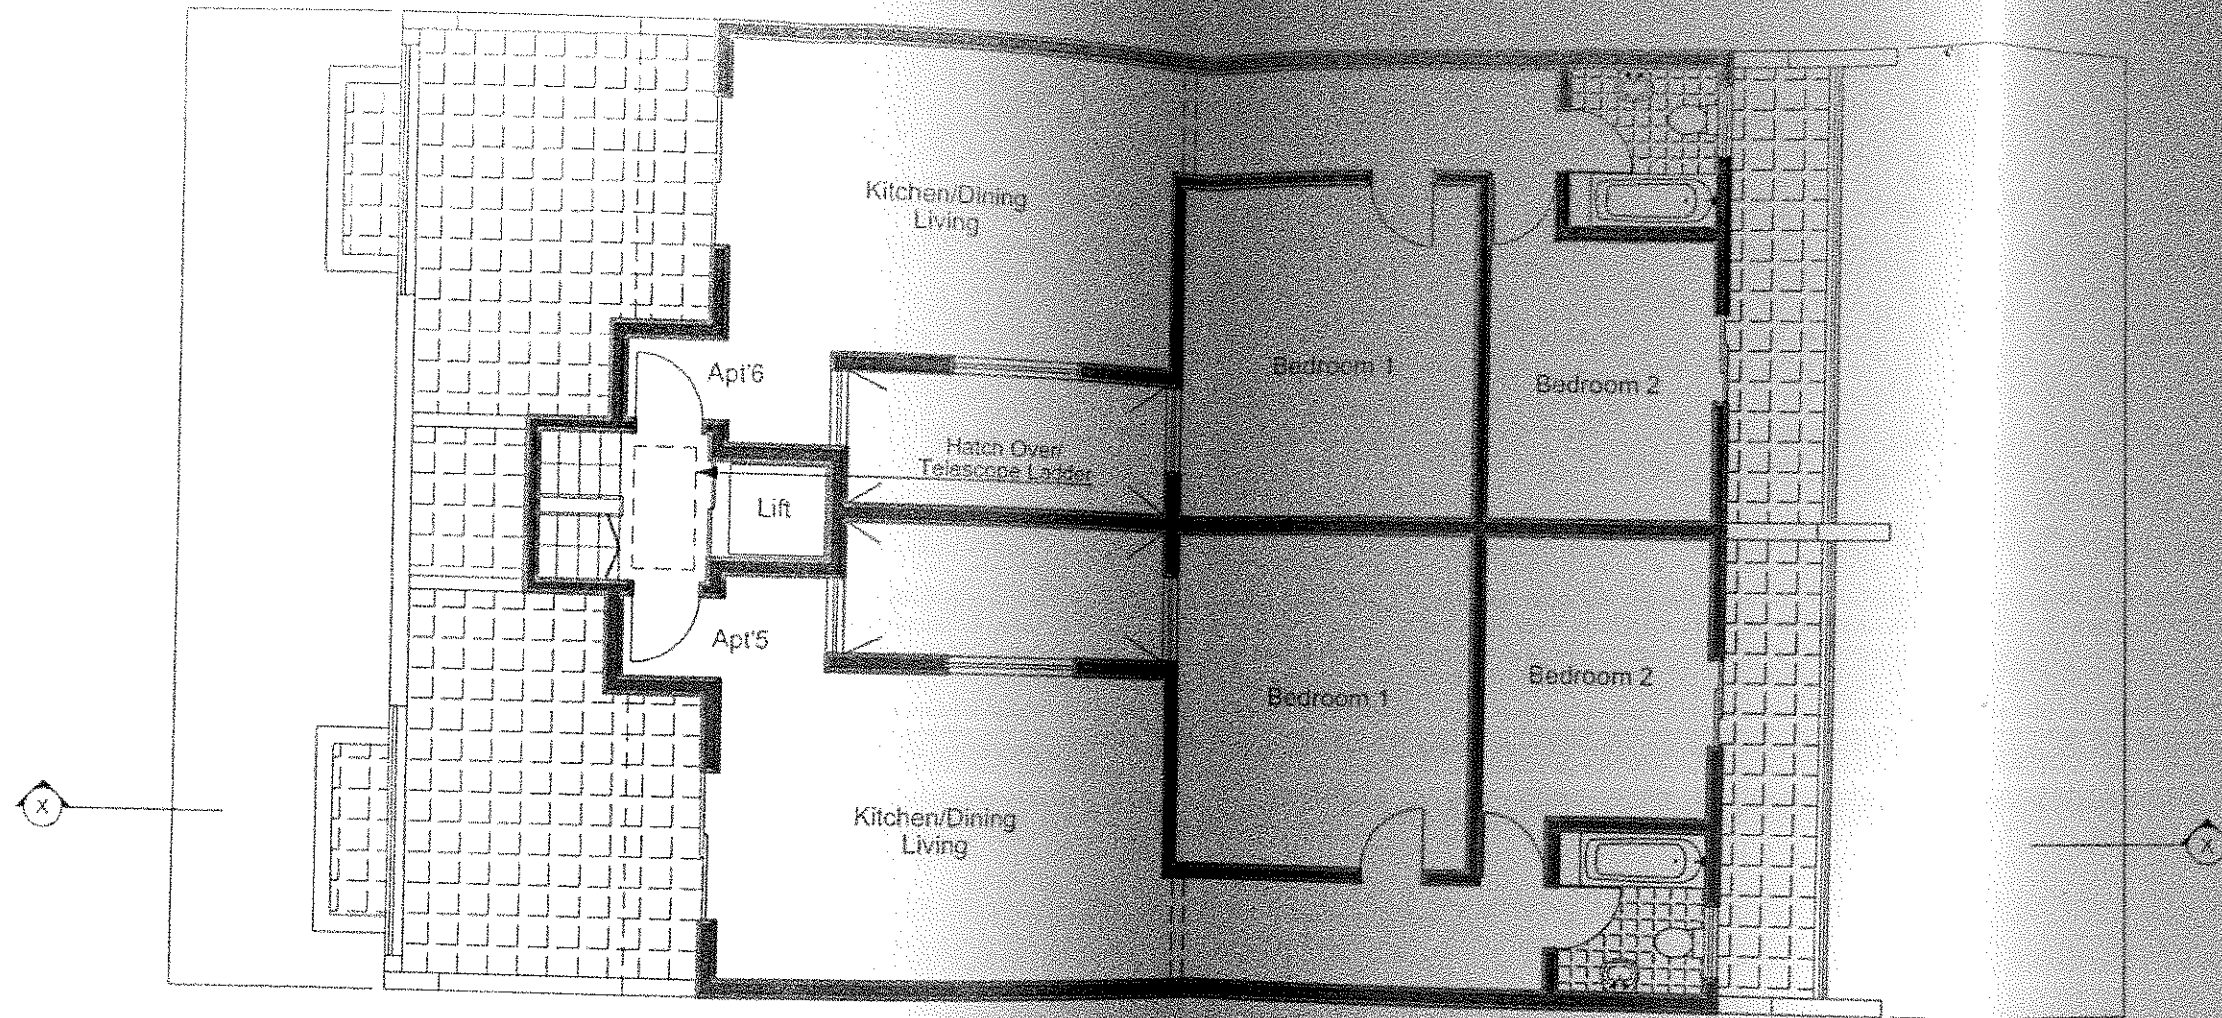 Kitchen/Dining
Living
Apt'6
Bedroom 1
Bedroom 2
Hatch Over.
Telescope Ladder
Lift
Apt'5
Bedroom 1
Bedroom 2
X
Kitchen/Dining
Living
X